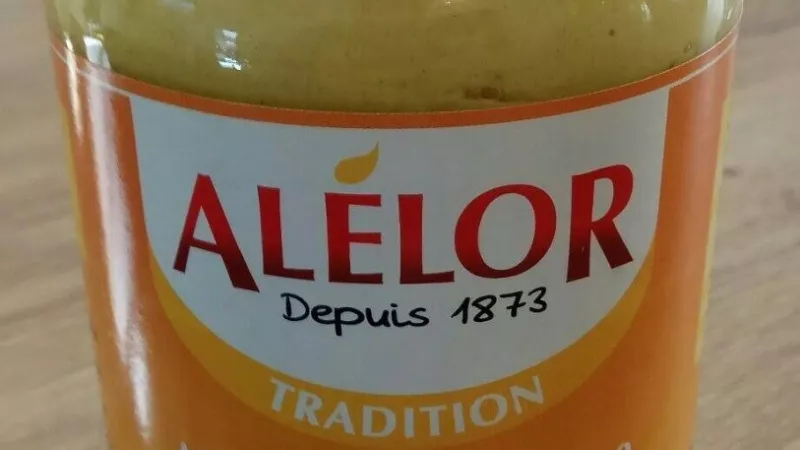 ALÉLOR
Depuis 1873
TRADITION